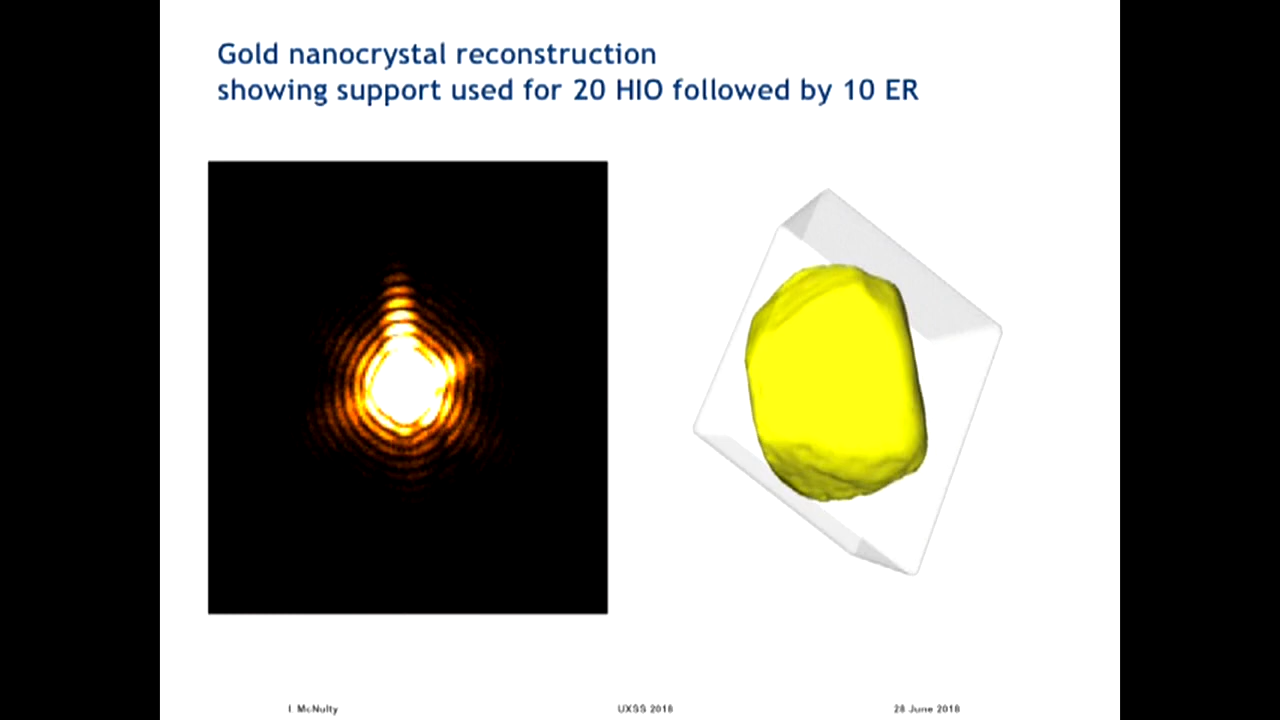 Gold nanocrystal reconstruction
showing support used for 20 HIO followed by 10 ER
I. McNulty
UXSS 2018
28 June 2018